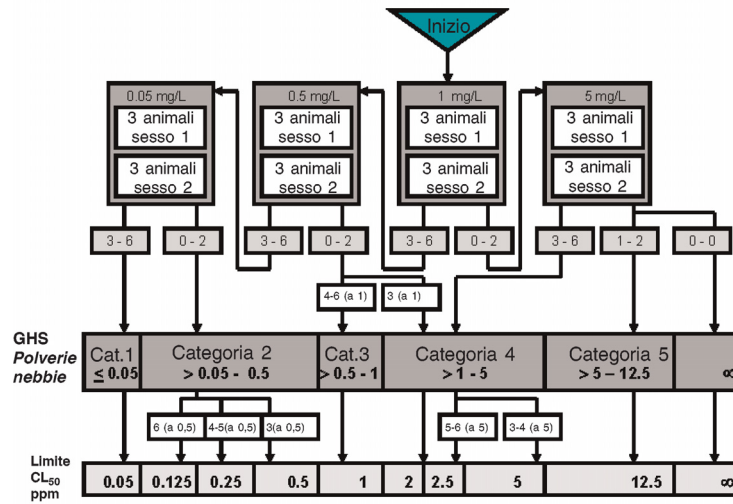 Inizio
0.05 mg/L
0.5 mg/L
1 mg/L
5 mg/L
3 animali
sesso 1
3 animali
sesso 1
3 animali
sesso 1
3 animali
sesso 1
3 animali
sesso 2
3 animali
sesso 2
3 animali
sesso 2
3 animali
sesso 2
3 - 6
0 - 2
3 - 6
0 - 2
3 - 6
0 - 2
3 - 6
1 - 2
0 - 0
4-6 (a 1)
3 (a 1)
GHS
Polverie
nebbie
Cat.1
≤ 0.05
Categoria 2
> 0.05 - 0.5
Cat.3
> 0.5 - 1
Categoria 4
> 1 - 5
Categoria 5
> 5 – 12.5
∞
6 (a 0,5)
4-5(a 0,5)
3(a 0,5)
5-6 (a 5)
3-4 (a 5)
Limite
CL50
ppm
0.05
0.125
0.25
0.5
1
2
2.5
5
12.5
∞